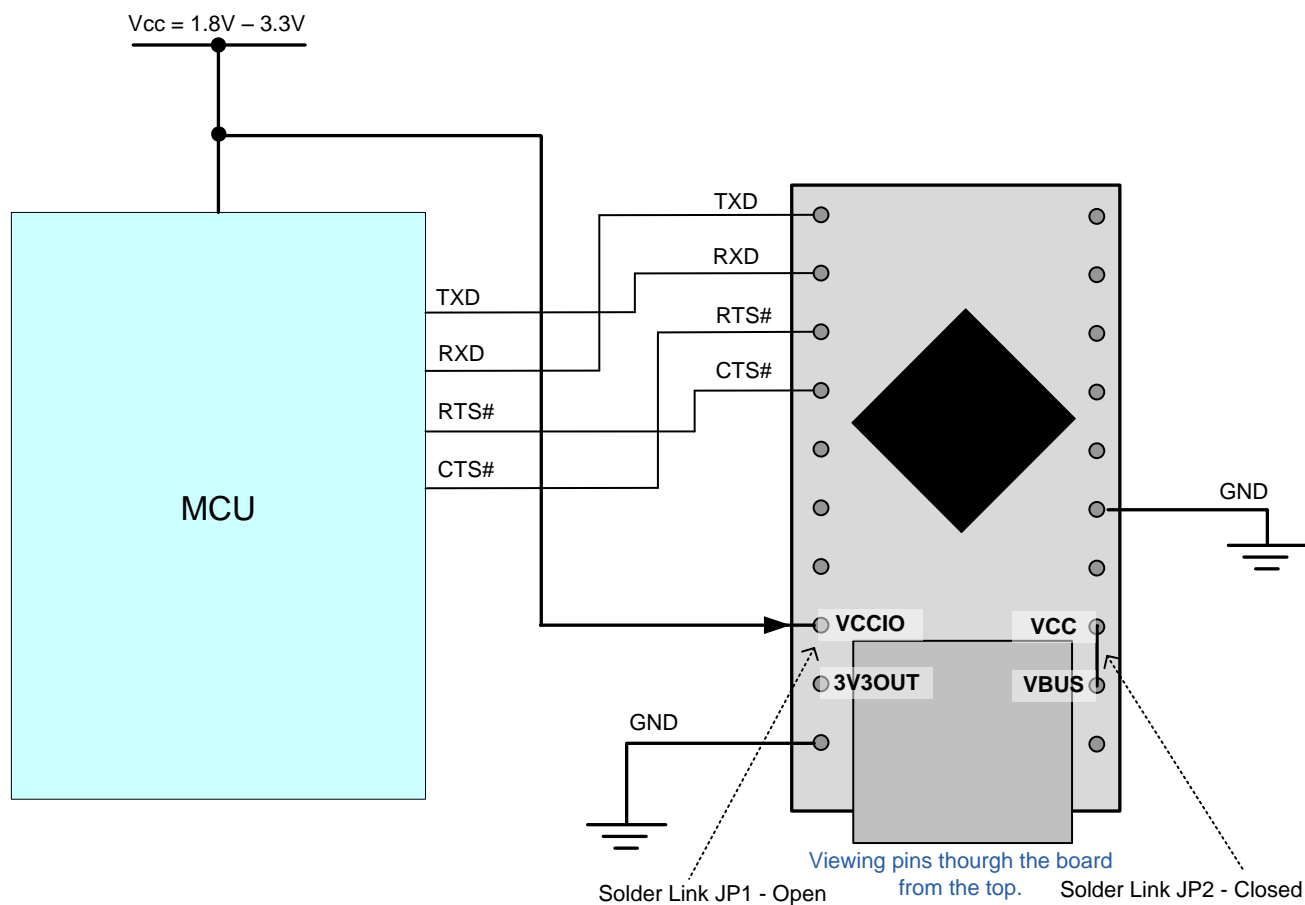 Vcc = 1.8V – 3.3V
TXD
RXD
TXD
RTS#
RXD
CTS#
RTS#
CTS#
MCU
GND
VCCIO
VCC
3V3OUT
VBUS
GND
Viewing pins thourgh the board
from the top.
Solder Link JP1 - Open
Solder Link JP2 - Closed